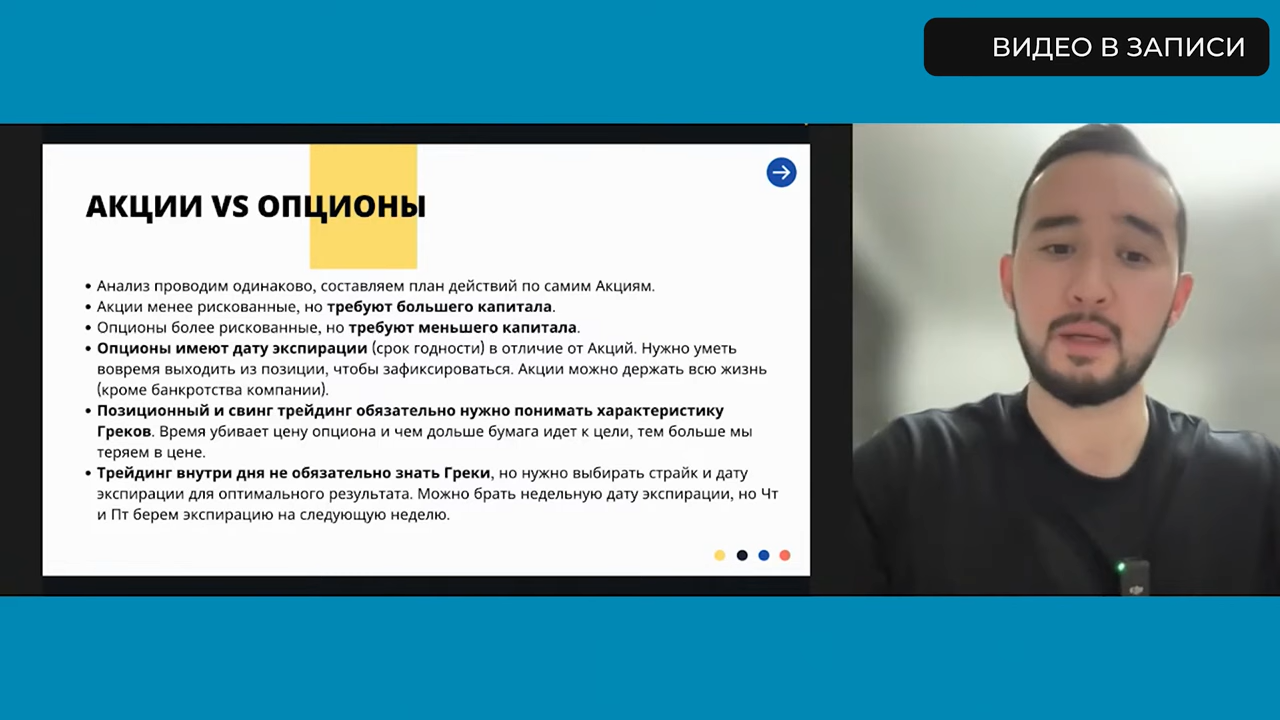 ВИДЕО В ЗАПИСИ
АКЦИИ VS ОПЦИОНЫ
• Анализ проводим одинаково, составляем план действий по самим Акциям.
• Акции менее рискованные, но требуют большего капитала.
• Опционы более рискованные, но требуют меньшего капитала.
• Опционы имеют дату экспирации (срок годности) в отличие от Акций. Нужно уметь
вовремя выходить из позиции, чтобы зафиксироваться. Акции можно держать всю жизнь
(кроме банкротства компании).
• Позиционный и свинг трейдинг обязательно нужно понимать характеристику
Греков. Время убивает цену опциона и чем дольше бумага идет к цели, тем больше мы
теряем в цене.
• Трейдинг внутри дня не обязательно знать Греки, но нужно выбирать страйк и дату
экспирации для оптимального результата. Можно брать недельную дату экспирации, но Чт
и Пт берем экспирацию на следующую неделю.